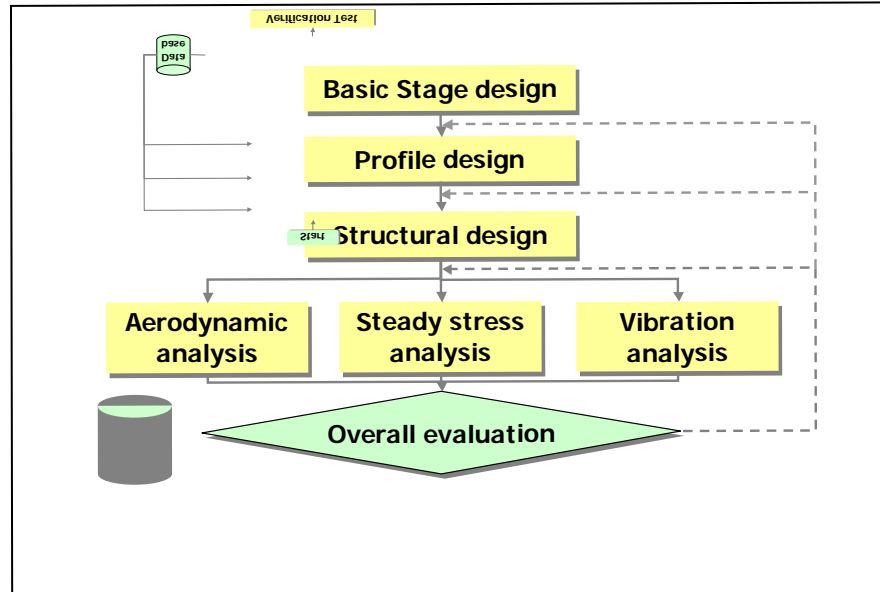 Verification Test
Data
base
Basic Stage design
Profile design
Start
Structural design
Aerodynamic
analysis
Steady stress
analysis
Vibration
analysis
Overall evaluation